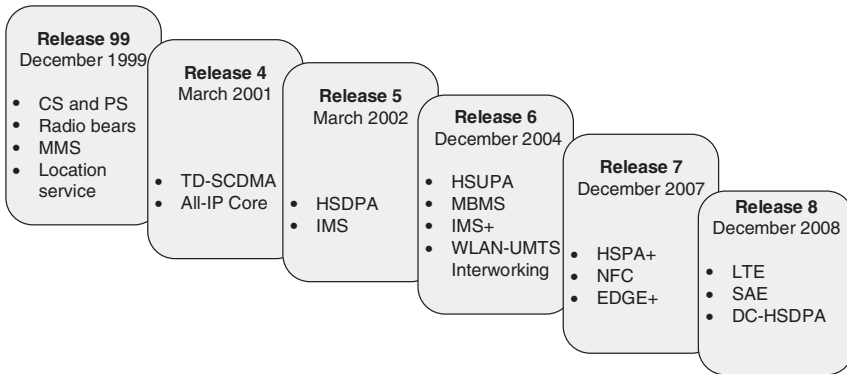 Release 99
December 1999
• CS and PS
• Radio bears
• MMS
• Location
service
Release 4
March 2001
• TD-SCDMA
• All-IP Core
Release 5
March 2002
• HSDPA
• IMS
Release 6
December 2004
• HSUPA
• MBMS
• IMS+
• WLAN-UMTS
Interworking
Release 7
December 2007
• HSPA+
• NFC
• EDGE+
Release 8
December 2008
• LTE
• SAE
• DC-HSDPA